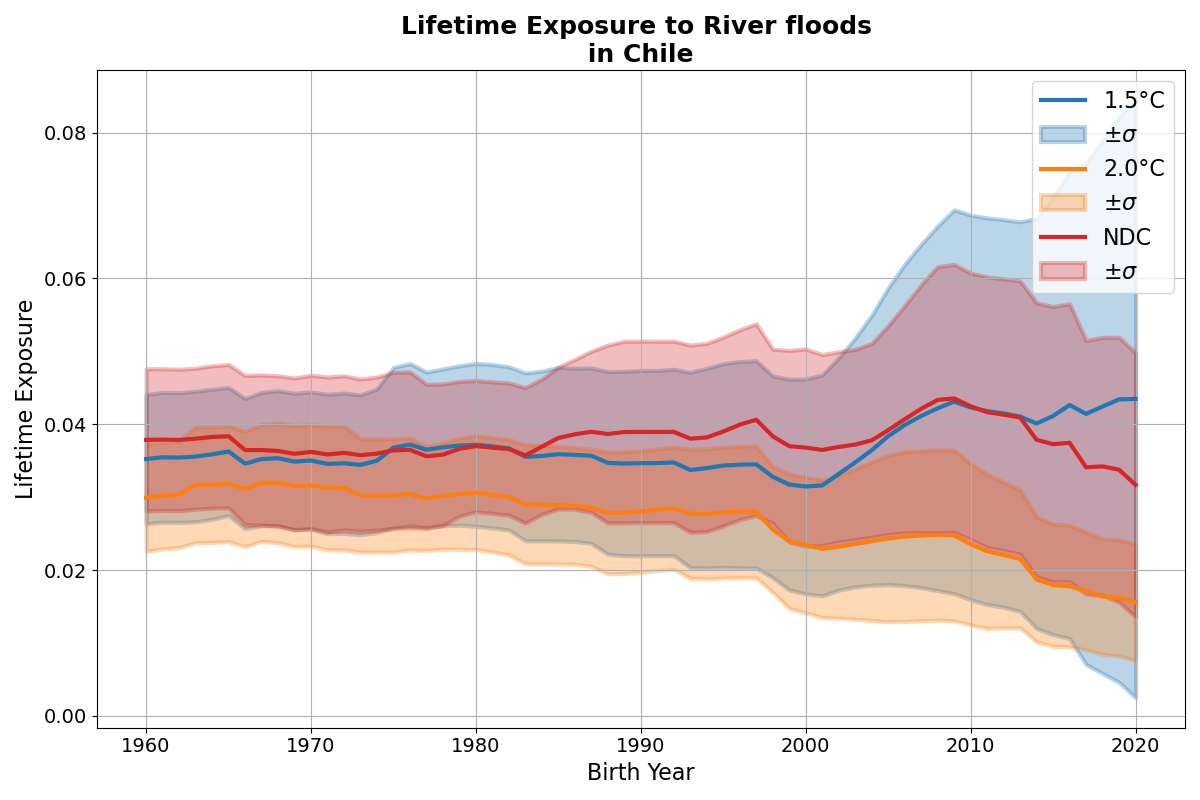 Lifetime Exposure to River floods
in Chile
1.5°C
±σ
2.0°C
±σ
NDC
±σ
Lifetime Exposure
0.08
0.06
0.04
0.02
0.00
1960 1970 1980 1990 2000 2010 2020
Birth Year